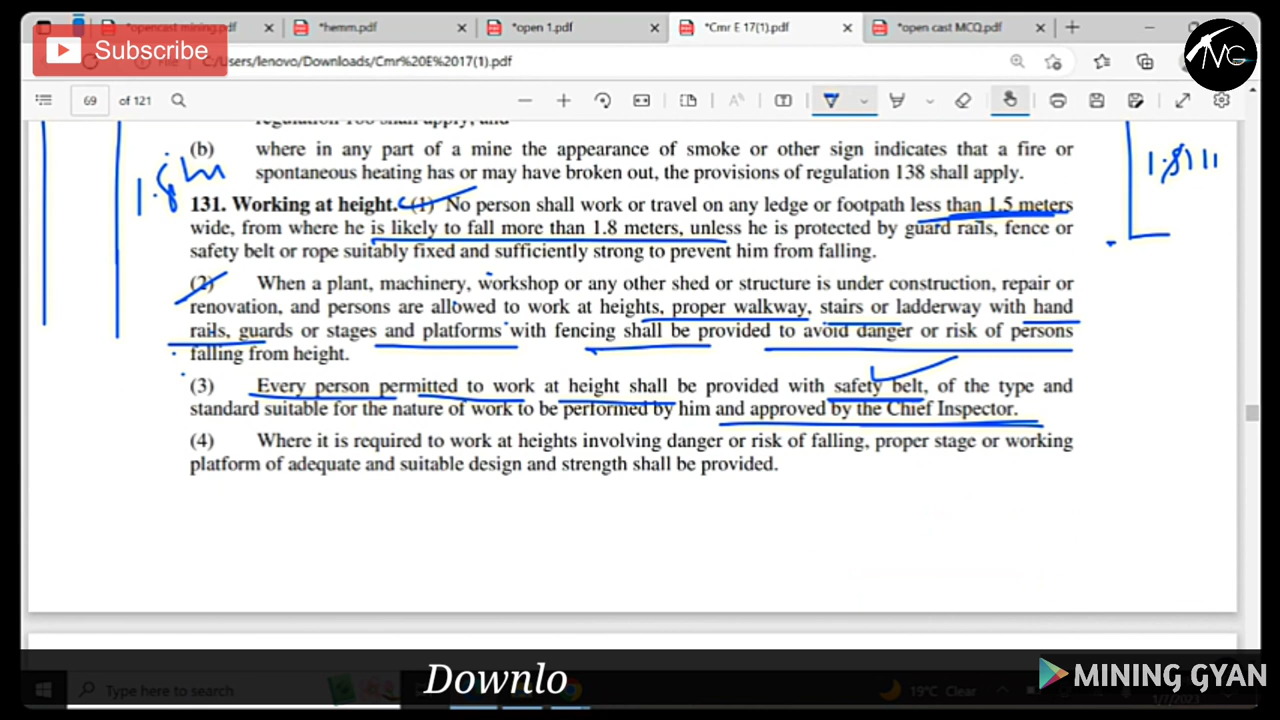 *opencast mining.pdf
*hemm.pdf
*open 1.pdf
*Cmr E 17(1).pdf
*open cast MCQ.pdf
Subscribe
MG
C:/Users/lenovo/Downloads/Cmr%20E%2017(1).pdf
69 of 121
(b) where in any part of a mine the appearance of smoke or other sign indicates that a fire or
spontaneous heating has or may have broken out, the provisions of regulation 138 shall apply.
1.8m
1.8m
131. Working at height. (1) No person shall work or travel on any ledge or footpath less than 1.5 meters
wide, from where he is likely to fall more than 1.8 meters, unless he is protected by guard rails, fence or
safety belt or rope suitably fixed and sufficiently strong to prevent him from falling.
(2) When a plant, machinery, workshop or any other shed or structure is under construction, repair or
renovation, and persons are allowed to work at heights, proper walkway, stairs or ladderway with hand
rails, guards or stages and platforms with fencing shall be provided to avoid danger or risk of persons
falling from height.
(3) Every person permitted to work at height shall be provided with safety belt, of the type and
standard suitable for the nature of work to be performed by him and approved by the Chief Inspector.
(4) Where it is required to work at heights involving danger or risk of falling, proper stage or working
platform of adequate and suitable design and strength shall be provided.
Downlo
MINING GYAN
Type here to search
19°C Clear
1/7/2023